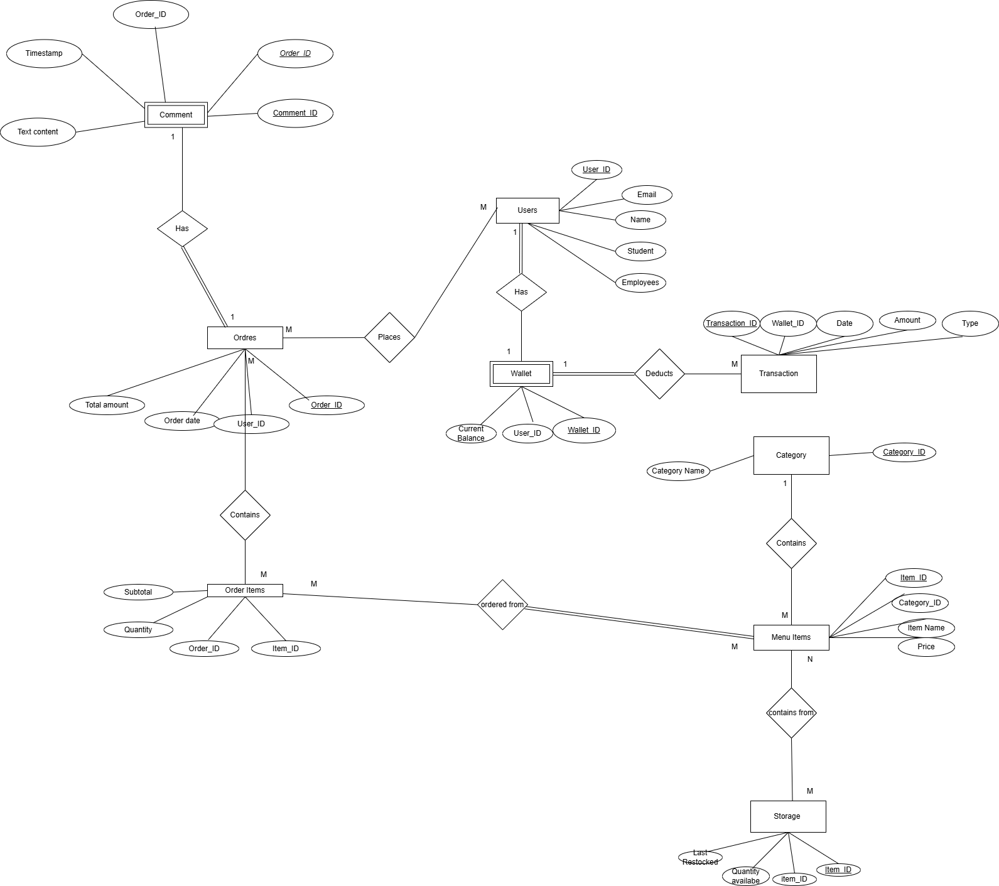 Order_ID
Timestamp
Order_ID
Comment
Comment_ID
Text content
1
User_ID
Email
M
Users
Name
Has
1
Student
Employees
Has
1
Ordres
M
Places
Transaction_ID
Wallet_ID
Date
Amount
Type
1
M
1
Wallet
Deducts
M
Transaction
Total amount
Order date
User_ID
Order_ID
Current
Balance
User_ID
Wallet_ID
Category
Category_ID
Category Name
1
Contains
Contains
M
Order Items
M
Subtotal
Quantity
Order_ID
Item_ID
ordered from
Item_ID
Category_ID
M
Item Name
Menu Items
M
Price
N
contains from
M
Storage
Last
Restocked
Quantity
availabe
item_ID
Item_ID